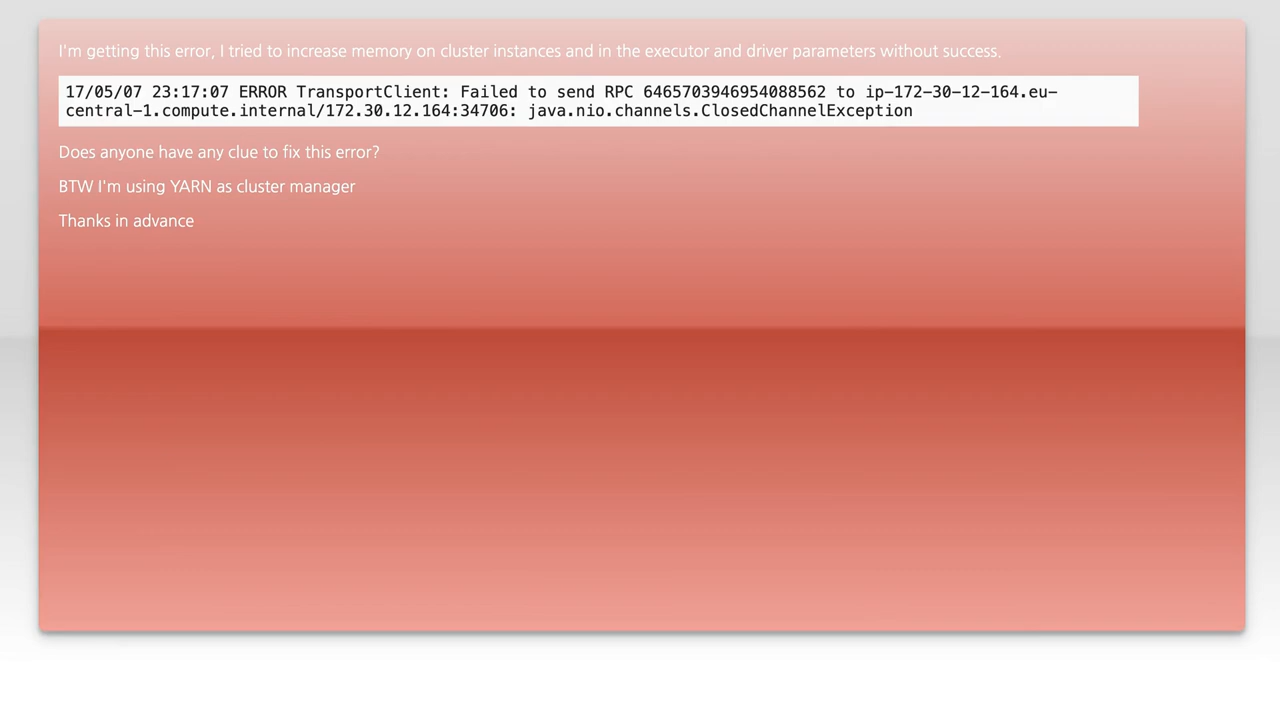 I'm getting this error, I tried to increase memory on cluster instances and in the executor and driver parameters without success.
17/05/07 23:17:07 ERROR TransportClient: Failed to send RPC 6465703946954088562 to ip-172-30-12-164.eu-
central-1.compute.internal/172.30.12.164:34706: java.nio.channels.ClosedChannelException
Does anyone have any clue to fix this error?
BTW I'm using YARN as cluster manager
Thanks in advance